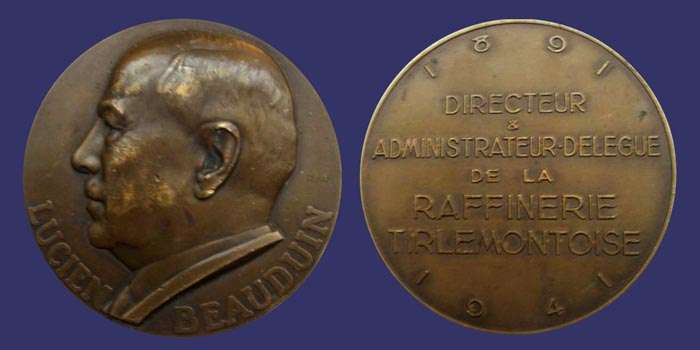 LUCIEN
BEAUDUIN
1891
DIRECTEUR
&
ADMINISTRATEUR-DELEGUE
DE LA
RAFFINERIE
TIRLEMONTOISE
1941